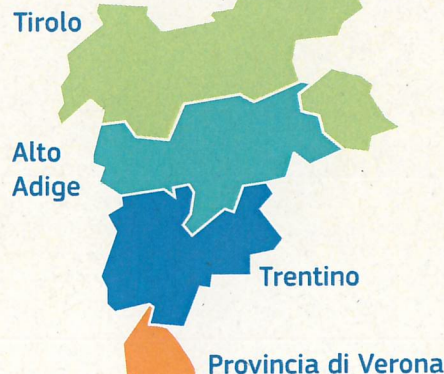 Tirolo
Alto
Adige
Trentino
Provincia di Verona